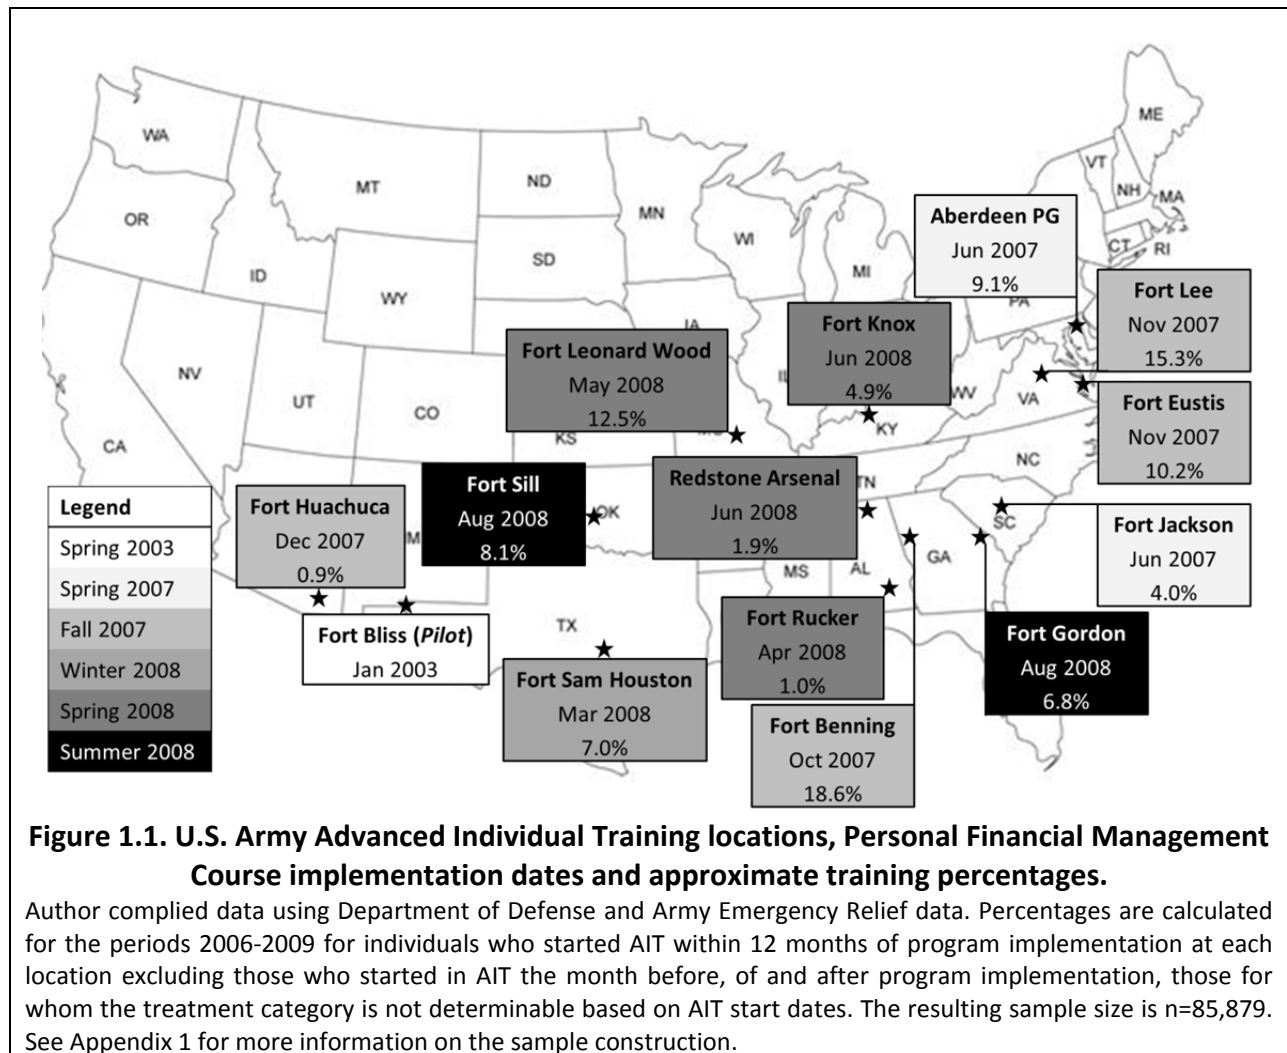 WA
OR
CA
NV
ID
MT
WY
UT
CO
ND
SD
KS
MN
WI
MI
ME
VT
NH
MA
CT
RI
PA
WV
VA
KY
NC
SC
TN
GA
AL
MS
OK
TX
Aberdeen PG
Jun 2007
9.1%
Fort Lee
Nov 2007
15.3%
Fort Knox
Jun 2008
4.9%
Fort Leonard Wood
May 2008
12.5%
Fort Eustis
Nov 2007
10.2%
Fort Sill
Aug 2008
8.1%
Redstone Arsenal
Jun 2008
1.9%
Fort Huachuca
Dec 2007
0.9%
Fort Jackson
Jun 2007
4.0%
Fort Bliss (Pilot)
Jan 2003
Fort Rucker
Apr 2008
1.0%
Fort Gordon
Aug 2008
6.8%
Fort Sam Houston
Mar 2008
7.0%
Fort Benning
Oct 2007
18.6%
Legend
Spring 2003
Spring 2007
Fall 2007
Winter 2008
Spring 2008
Summer 2008
Figure 1.1. U.S. Army Advanced Individual Training locations, Personal Financial Management
Course implementation dates and approximate training percentages.
Author complied data using Department of Defense and Army Emergency Relief data. Percentages are calculated
for the periods 2006-2009 for individuals who started AIT within 12 months of program implementation at each
location excluding those who started in AIT the month before, of and after program implementation, those for
whom the treatment category is not determinable based on AIT start dates. The resulting sample size is n=85,879.
See Appendix 1 for more information on the sample construction.